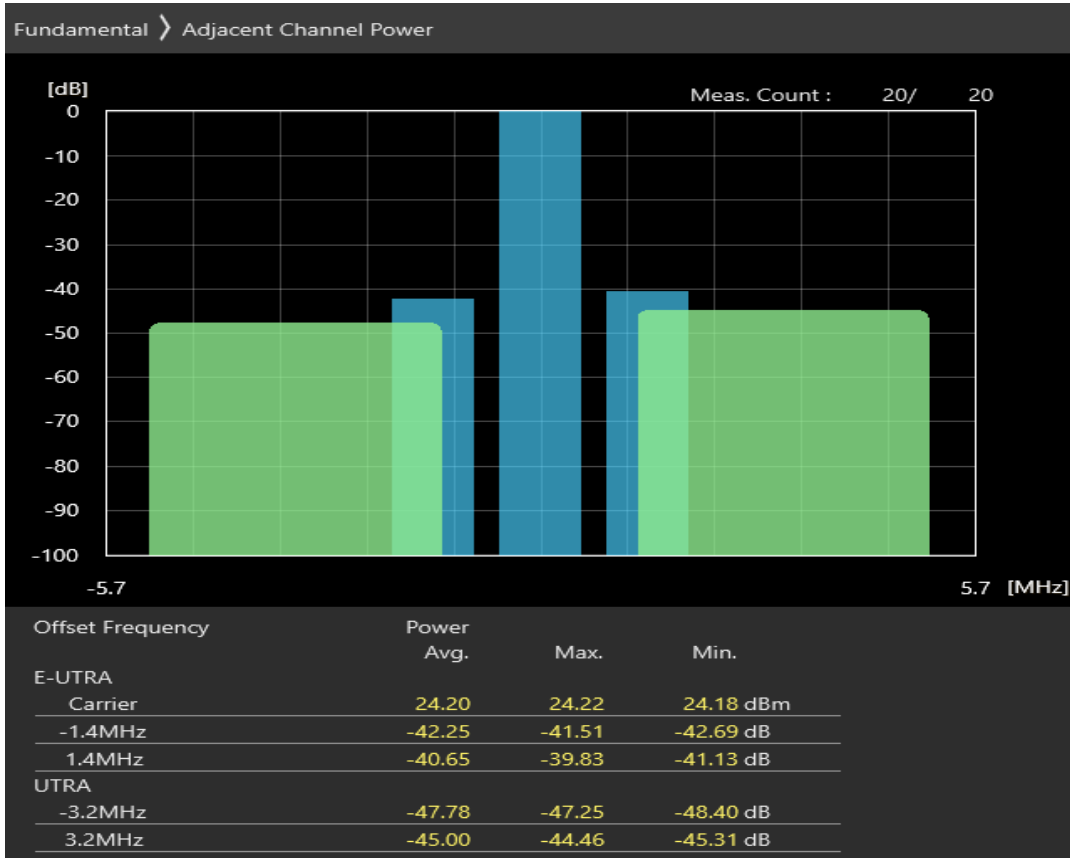 Fundamental ❭ Adjacent Channel Power
[dB]
Meas. Count : 20/ 20
0
-10
-20
-30
-40
-50
-60
-70
-80
-90
-100
-5.7 5.7 [MHz]
Offset Frequency Power
Avg. Max. Min.
E-UTRA
Carrier 24.20 24.22 24.18 dBm
-1.4MHz -42.25 -41.51 -42.69 dB
1.4MHz -40.65 -39.83 -41.13 dB
UTRA
-3.2MHz -47.78 -47.25 -48.40 dB
3.2MHz -45.00 -44.46 -45.31 dB